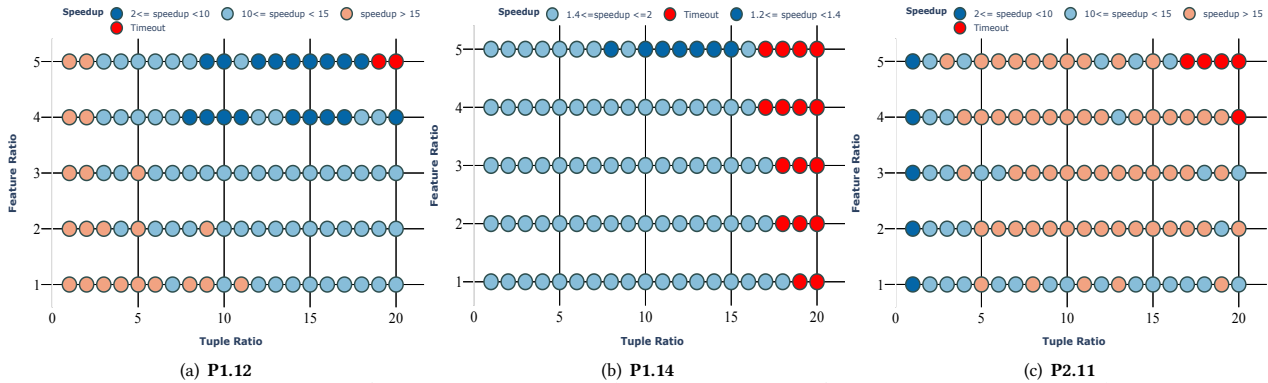 Speedup 2<= speedup <10 10<= speedup < 15 speedup > 15
Timeout
5
4
3
2
1
Feature Ratio
0 5 10 15 20
Tuple Ratio
(a) P1.12
Speedup 1.4<=speedup <=2 Timeout 1.2<=speedup <1.4
5
4
3
2
1
Feature Ratio
0 5 10 15 20
Tuple Ratio
(b) P1.14
Speedup 2<= speedup <10 10<= speedup < 15 speedup > 15
Timeout
5
4
3
2
1
Feature Ratio
0 5 10 15 20
Tuple Ratio
(c) P2.11